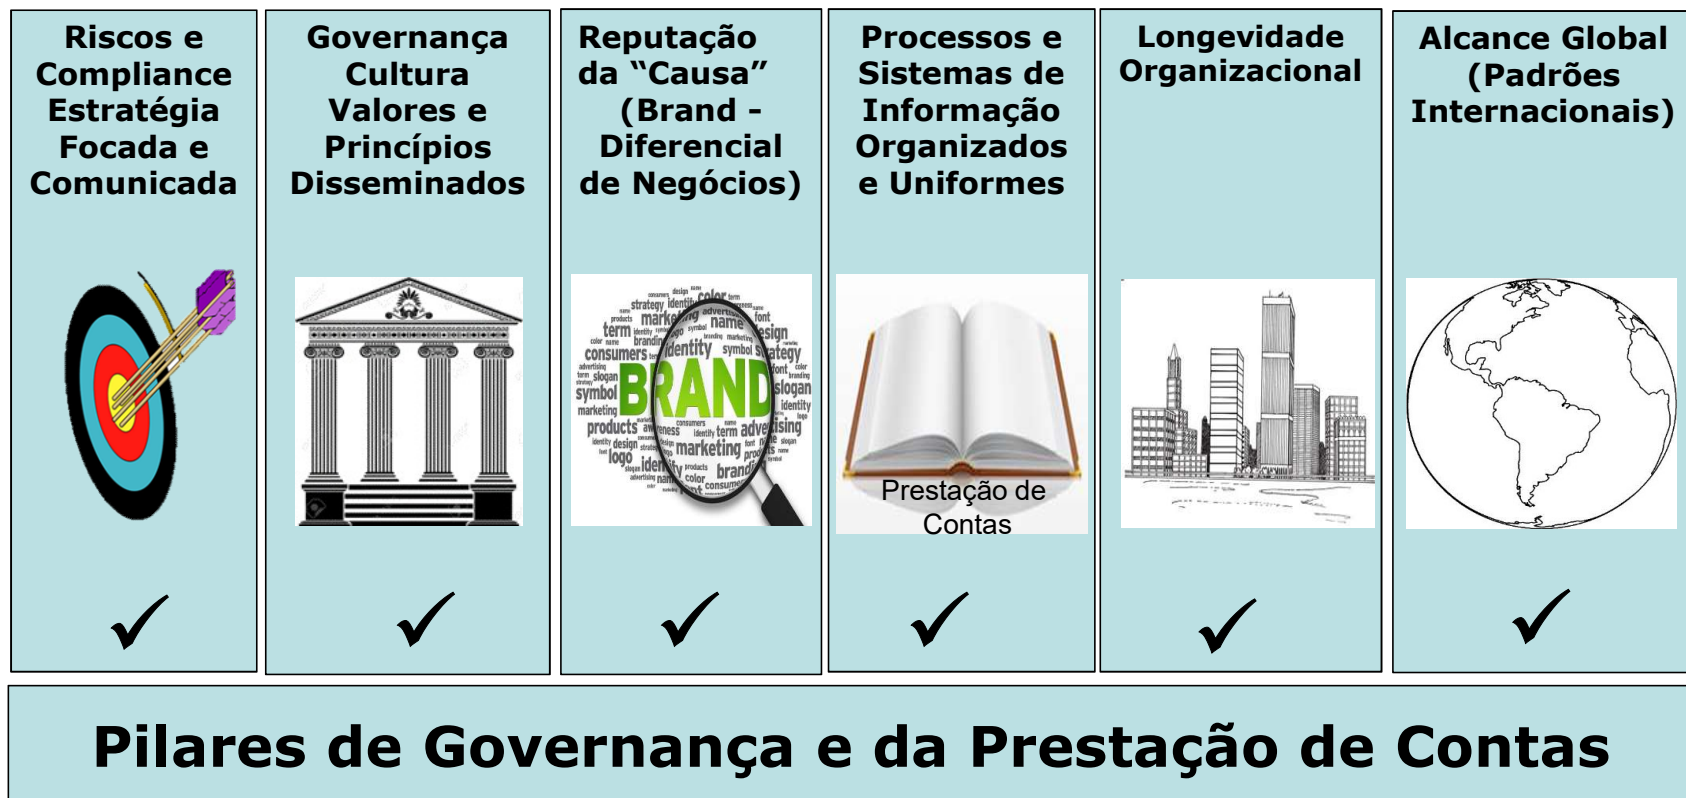 Riscos e
Compliance
Estratégia
Focada e
Comunicada
Governança
Cultura
Valores e
Princípios
Disseminados
Reputação
da “Causa”
(Brand -
Diferencial
de Negócios)
Processos e
Sistemas de
Informação
Organizados
e Uniformes
Longevidade
Organizacional
Alcance Global
(Padrões
Internacionais)
BRAND
Prestação de
Contas
Pilares de Governança e da Prestação de Contas